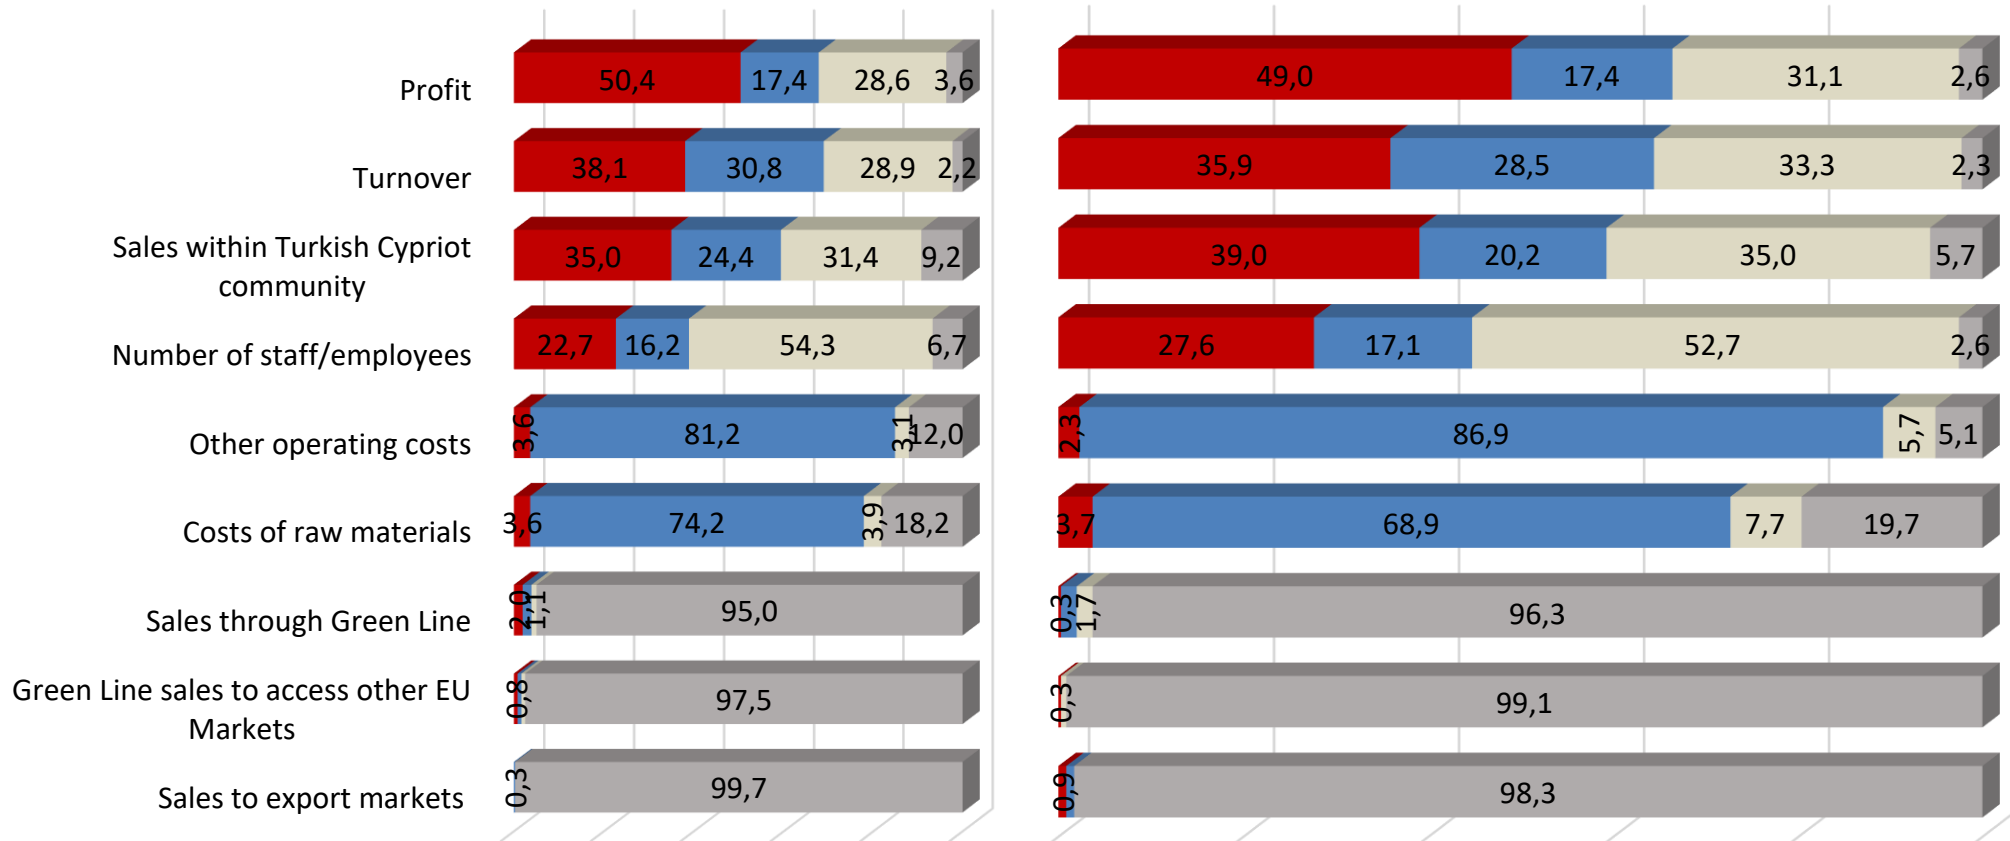 Profit
50,4 17,4 28,6 3,6
49,0 17,4 31,1 2,6
Turnover
38,1 30,8 28,9 2,2
35,9 28,5 33,3 2,3
Sales within Turkish Cypriot
community
35,0 24,4 31,4 9,2
39,0 20,2 35,0 5,7
Number of staff/employees
22,7 16,2 54,3 6,7
27,6 17,1 52,7 2,6
Other operating costs
3,6 81,2 3,1 12,0
2,3 86,9 5,7 5,1
Costs of raw materials
3,6 74,2 3,9 18,2
3,7 68,9 7,7 19,7
Sales through Green Line
2,0 1,1 95,0
0,3 1,7 96,3
Green Line sales to access other EU
Markets
0,8 97,5
0,3 99,1
Sales to export markets
0,3 99,7
0,9 98,3